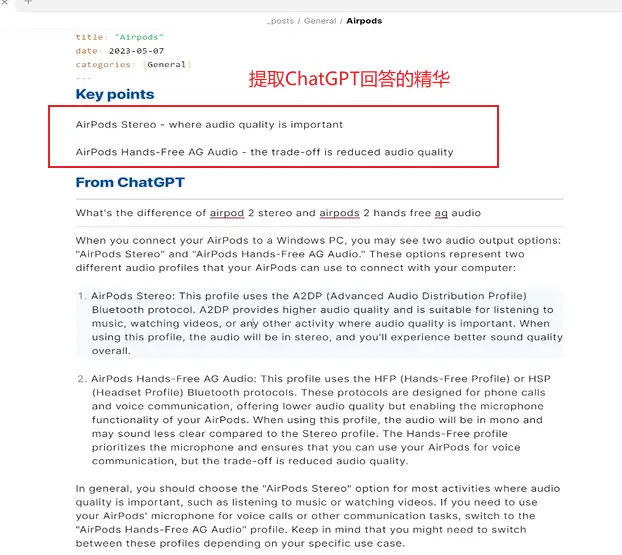 _posts / General / Airpods
title: "Airpods"
date: 2023-05-07
categories: [General]
---
提取ChatGPT回答的精华
Key points
AirPods Stereo - where audio quality is important
AirPods Hands-Free AG Audio - the trade-off is reduced audio quality
From ChatGPT
What's the difference of airpod 2 stereo and airpods 2 hands free ag audio
When you connect your AirPods to a Windows PC, you may see two audio output options:
"AirPods Stereo" and "AirPods Hands-Free AG Audio." These options represent two
different audio profiles that your AirPods can use to connect with your computer:
1. AirPods Stereo: This profile uses the A2DP (Advanced Audio Distribution Profile)
Bluetooth protocol. A2DP provides higher audio quality and is suitable for listening to
music, watching videos, or any other activity where audio quality is important. When
using this profile, the audio will be in stereo, and you'll experience better sound quality
overall.
2. AirPods Hands-Free AG Audio: This profile uses the HFP (Hands-Free Profile) or HSP
(Headset Profile) Bluetooth protocols. These protocols are designed for phone calls
and voice communication, offering lower audio quality but enabling the microphone
functionality of your AirPods. When using this profile, the audio will be in mono and
may sound less clear compared to the Stereo profile. The Hands-Free profile
prioritizes the microphone and ensures that you can use your AirPods for voice
communication, but the trade-off is reduced audio quality.
In general, you should choose the "AirPods Stereo" option for most activities where audio
quality is important, such as listening to music or watching videos. If you need to use
your AirPods' microphone for voice calls or other communication tasks, switch to the
"AirPods Hands-Free AG Audio" profile. Keep in mind that you might need to switch
between these profiles depending on your specific use case.